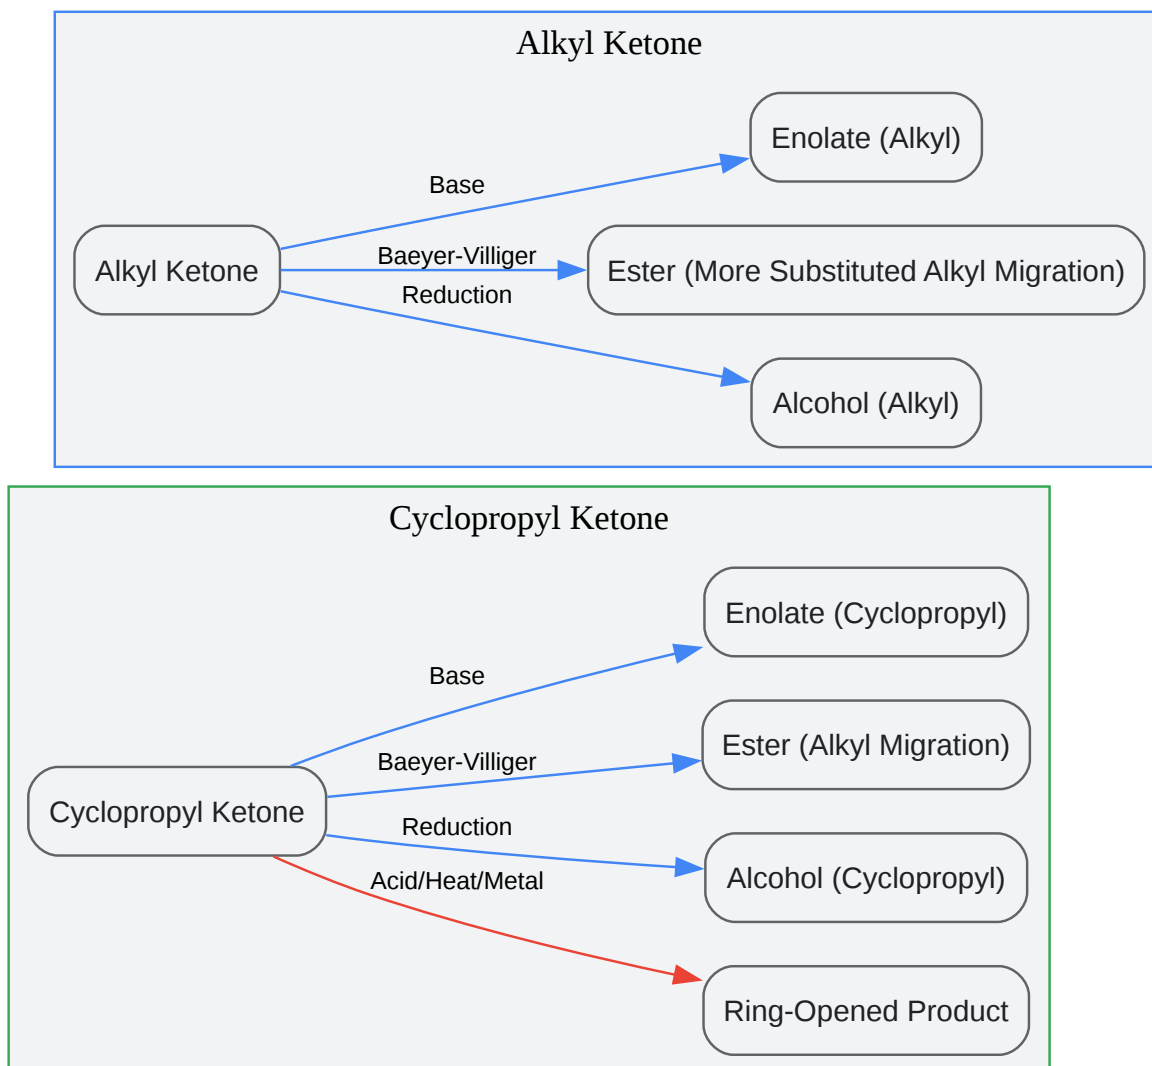 Alkyl Ketone
Enolate (Alkyl)
Base
Baeyer-Villiger
Alkyl Ketone
Ester (More Substituted Alkyl Migration)
Reduction
Alcohol (Alkyl)
Cyclopropyl Ketone
Enolate (Cyclopropyl)
Base
Ester (Alkyl Migration)
Baeyer-Villiger
Cyclopropyl Ketone
Reduction
Alcohol (Cyclopropyl)
Acid/Heat/Metal
Ring-Opened Product